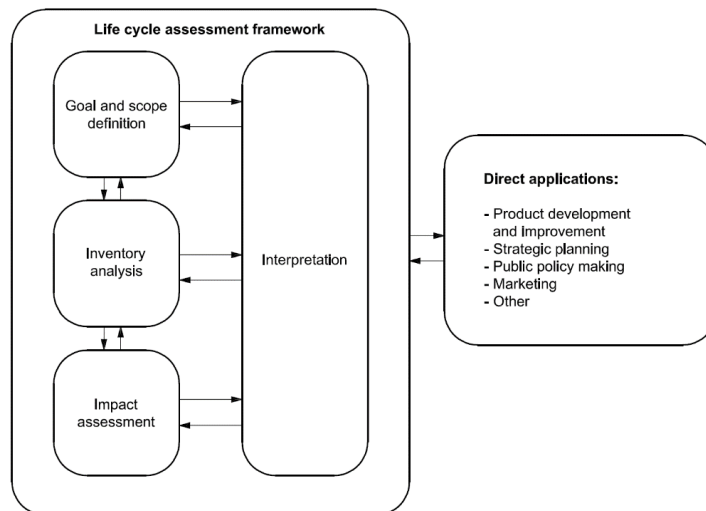 Life cycle assessment framework
Goal and scope
definition
Inventory
analysis
Impact
assessment
Interpretation
Direct applications:
- Product development
and improvement
- Strategic planning
- Public policy making
- Marketing
- Other